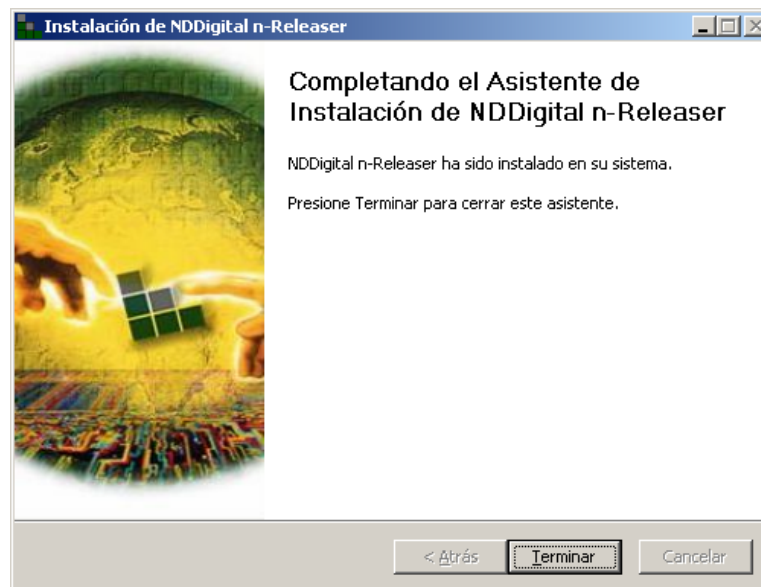 Instalación de NDDigital n-Releaser
Completando el Asistente de
Instalación de NDDigital n-Releaser
NDDigital n-Releaser ha sido instalado en su sistema.
Presione Terminar para cerrar este asistente.
< Atrás
Terminar
Cancelar